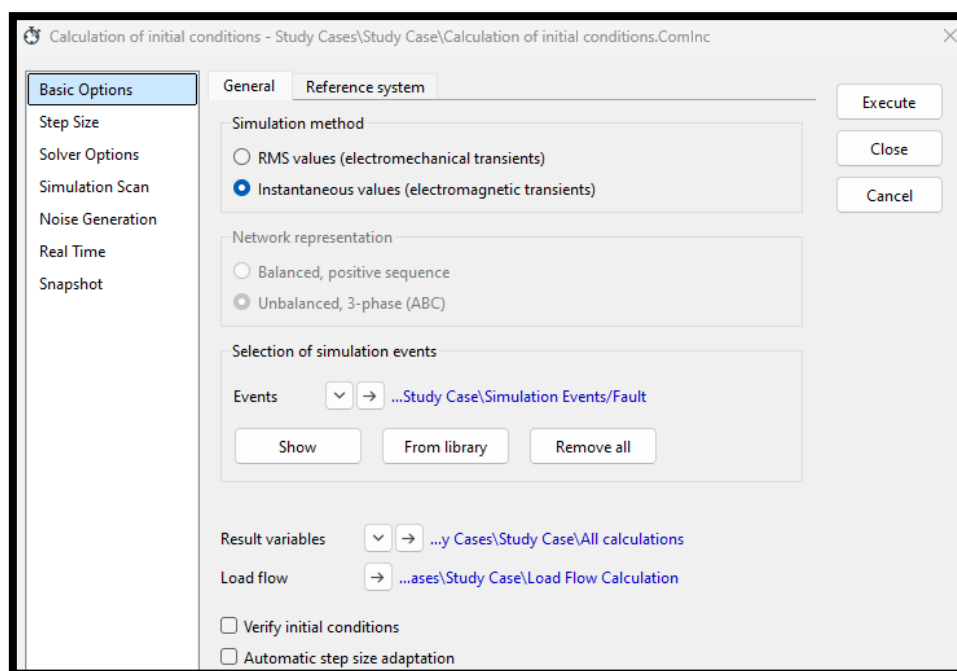 Calculation of initial conditions - Study Cases\Study Case\Calculation of initial conditions.ComInc
Basic Options
Step Size
Solver Options
Simulation Scan
Noise Generation
Real Time
Snapshot
General
Reference system
Simulation method
RMS values (electromechanical transients)
Instantaneous values (electromagnetic transients)
Network representation
Balanced, positive sequence
Unbalanced, 3-phase (ABC)
Selection of simulation events
Events ...Study Case\Simulation Events/Fault
Show From library Remove all
Result variables ...y Cases\Study Case\All calculations
Load flow ...ases\Study Case\Load Flow Calculation
Verify initial conditions
Automatic step size adaptation
Execute
Close
Cancel